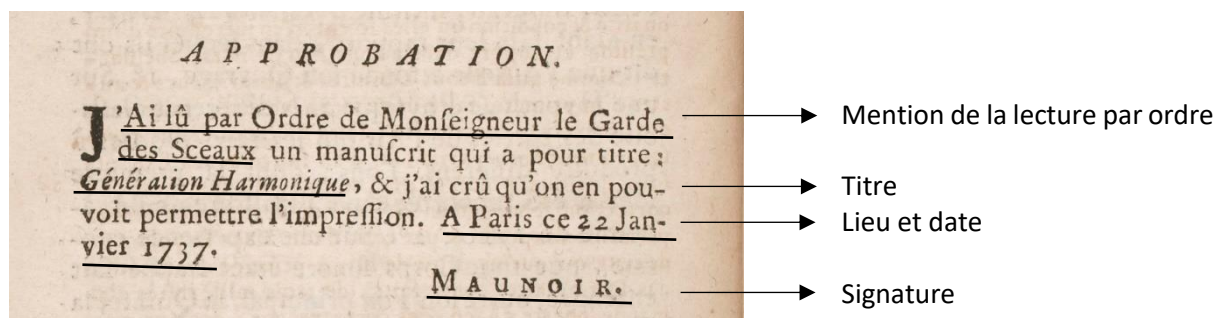 APPROBATION.
J'Ai lû par Ordre de Monſeigneur le Garde
des Sceaux un manuſcrit qui a pour titre:
Génération Harmonique, & j'ai crû qu'on en pou-
voit permettre l'impreſſion. A Paris ce 22 Jan-
vier 1737.
MAUNOIR.
Mention de la lecture par ordre
Titre
Lieu et date
Signature